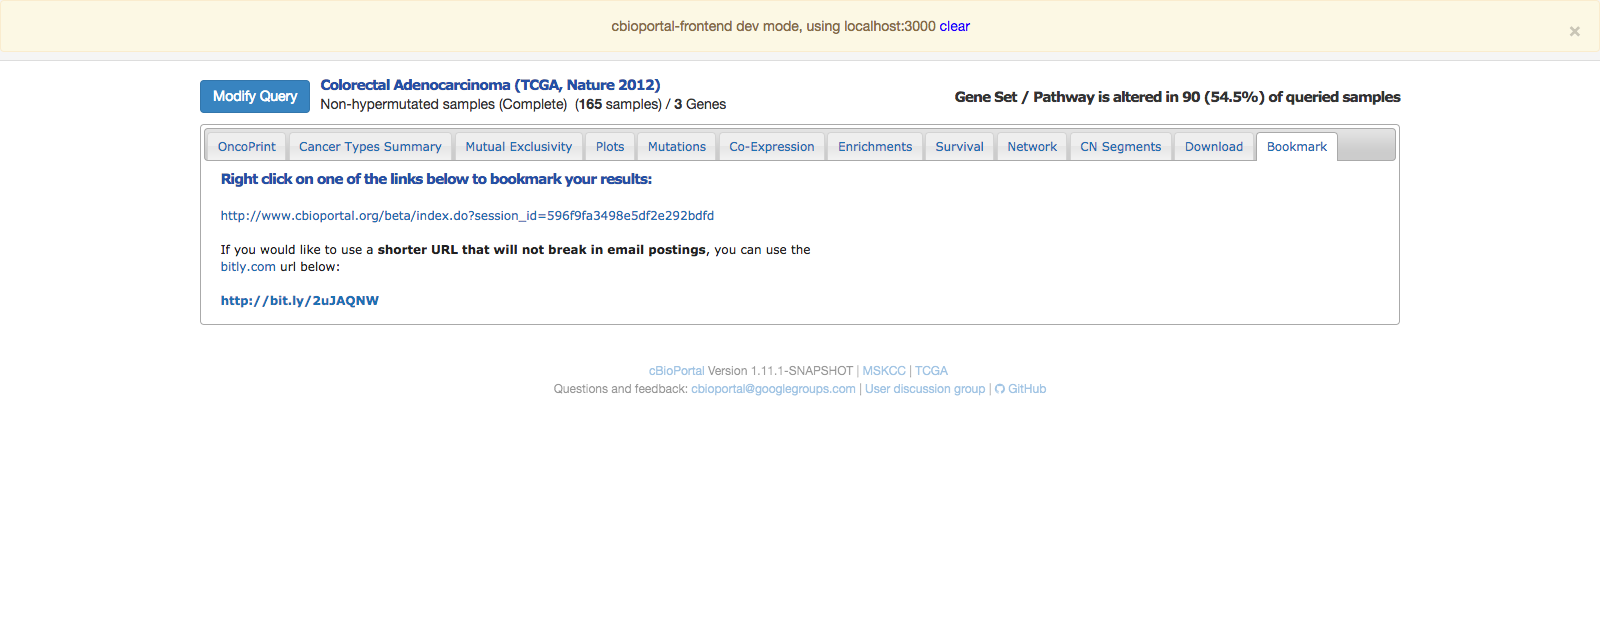 cbioportal-frontend dev mode, using localhost:3000 clear
×
Modify Query
Colorectal Adenocarcinoma (TCGA, Nature 2012)
Non-hypermutated samples (Complete) (165 samples) / 3 Genes
Gene Set / Pathway is altered in 90 (54.5%) of queried samples
OncoPrint Cancer Types Summary Mutual Exclusivity Plots Mutations Co-Expression Enrichments Survival Network CN Segments Download Bookmark
Right click on one of the links below to bookmark your results:
http://www.cbioportal.org/beta/index.do?session_id=596f9fa3498e5df2e292bdfd
If you would like to use a shorter URL that will not break in email postings, you can use the
bitly.com url below:
http://bit.ly/2uJAQNW
cBioPortal Version 1.11.1-SNAPSHOT | MSKCC | TCGA
Questions and feedback: cbioportal@googlegroups.com | User discussion group | GitHub